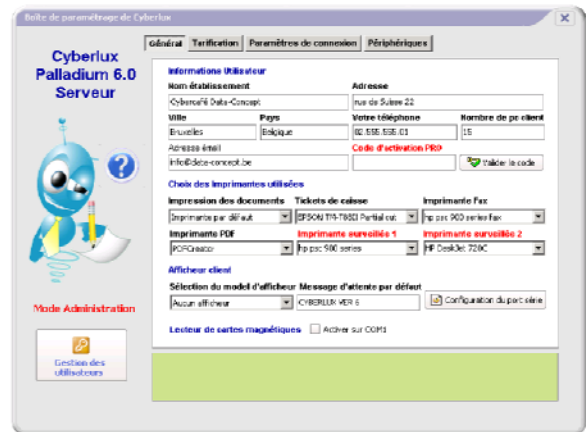 Boîte de paramétrage de Cyberlux
Cyberlux
Palladium 6.0
Serveur
Mode Administration
Gestion des
utilisateurs
Général Tarification Paramètres de connexion Périphériques
Informations Utilisateur
Nom établissement Adresse
Cybercafé Data-Concept rue de Suisse 22
Ville Pays Votre téléphone Nombre de pc client
Bruxelles Belgique 02.555.555.01 15
Adresse émail Code d'activation PRO
info@data-concept.be Valider le code
Choix des imprimantes utilisées
Impression des documents Tickets de caisse Imprimante Fax
Imprimante par défaut EPSON TM-T88II Partial cut hp psc 900 series fax
Imprimante PDF Imprimante surveillée 1 Imprimante surveillée 2
PDFCreator hp psc 900 series HP DeskJet 720C
Afficheur client
Sélection du model d'afficheur Message d'attente par défaut
Aucun afficheur CYBERLUX VER 6 Configuration du port série
Lecteur de cartes magnétiques Activer sur COM1